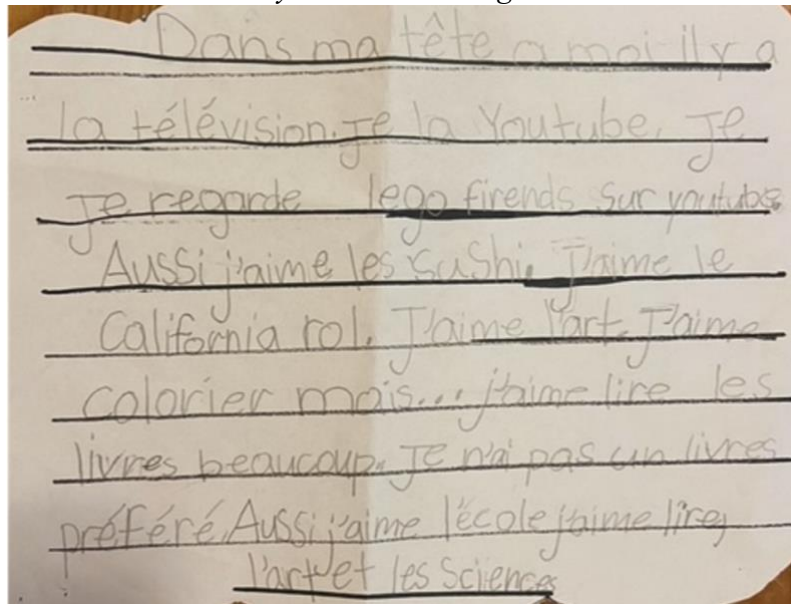 Dans ma tête a moi il y a
la télévision. Je la Youtube. Je
Je regarde lego firends sur youtube.
Aussi j'aime les sushi. J'aime le
California rol. J'aime l'art. J'aime
colorier mais... j'aime lire les
livres beaucoup. Je n'ai pas un livres
préféré. Aussi j'aime l'école j'aime lire,
l'art et les Sciences